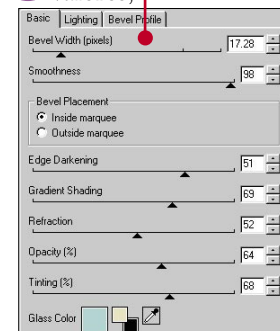 Basic Lighting Bevel Profile
Bevel Width (pixels)
17.28
Smoothness
98
Bevel Placement
Inside marquee
Outside marquee
Edge Darkening
51
Gradient Shading
69
Refraction
52
Opacity (%)
64
Tinting (%)
68
Glass Color